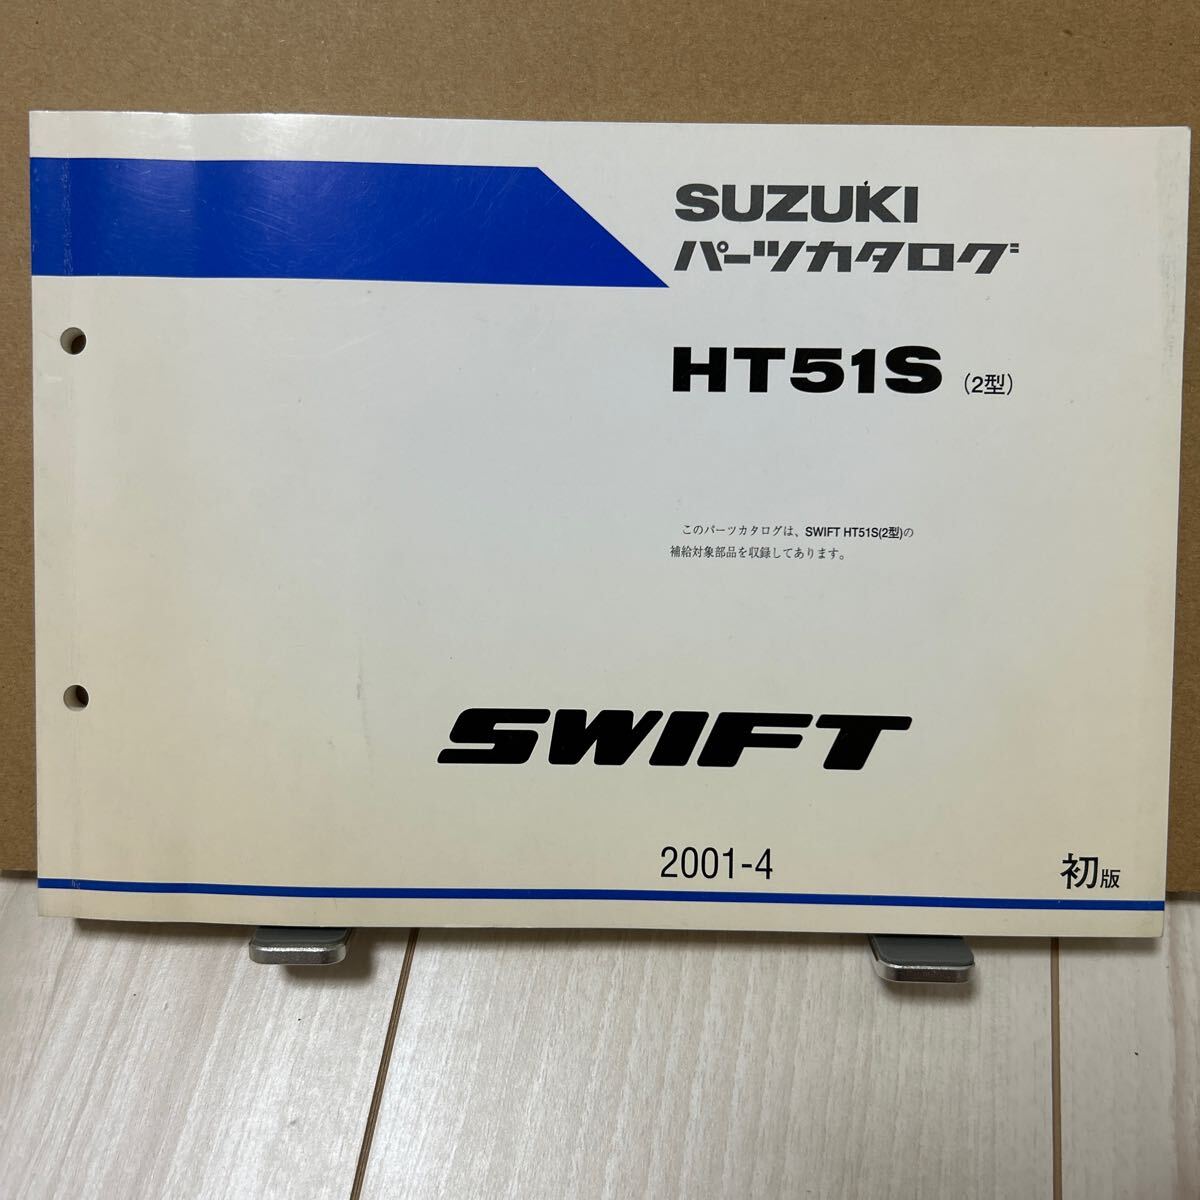 SUZUKI
パーツカタログ
HT51S (2型)
このパーツカタログは、SWIFT HT51S(2型)の
補給対象部品を収録してあります。
SWIFT
2001-4
初版